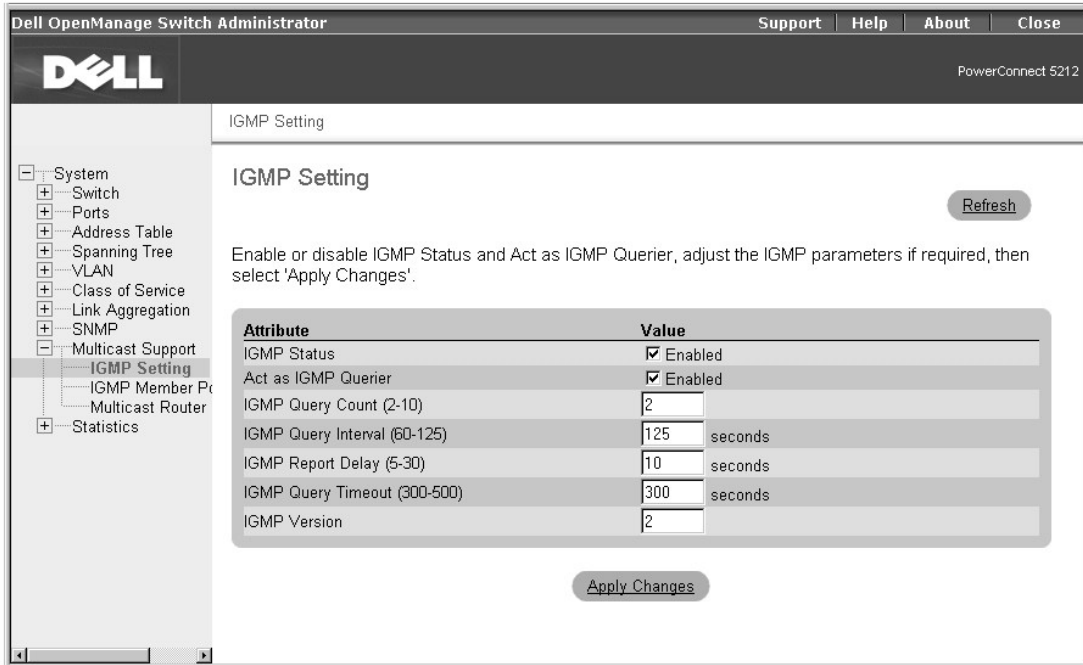 Dell OpenManage Switch Administrator
Support | Help | About | Close
DELL
PowerConnect 5212
IGMP Setting
System
Switch
Ports
Address Table
Spanning Tree
VLAN
Class of Service
Link Aggregation
SNMP
Multicast Support
IGMP Setting
IGMP Member Po
Multicast Router
Statistics
IGMP Setting
Refresh
Enable or disable IGMP Status and Act as IGMP Querier, adjust the IGMP parameters if required, then
select 'Apply Changes'.
Attribute Value
IGMP Status Enabled
Act as IGMP Querier Enabled
IGMP Query Count (2-10) 2
IGMP Query Interval (60-125) 125 seconds
IGMP Report Delay (5-30) 10 seconds
IGMP Query Timeout (300-500) 300 seconds
IGMP Version 2
Apply Changes